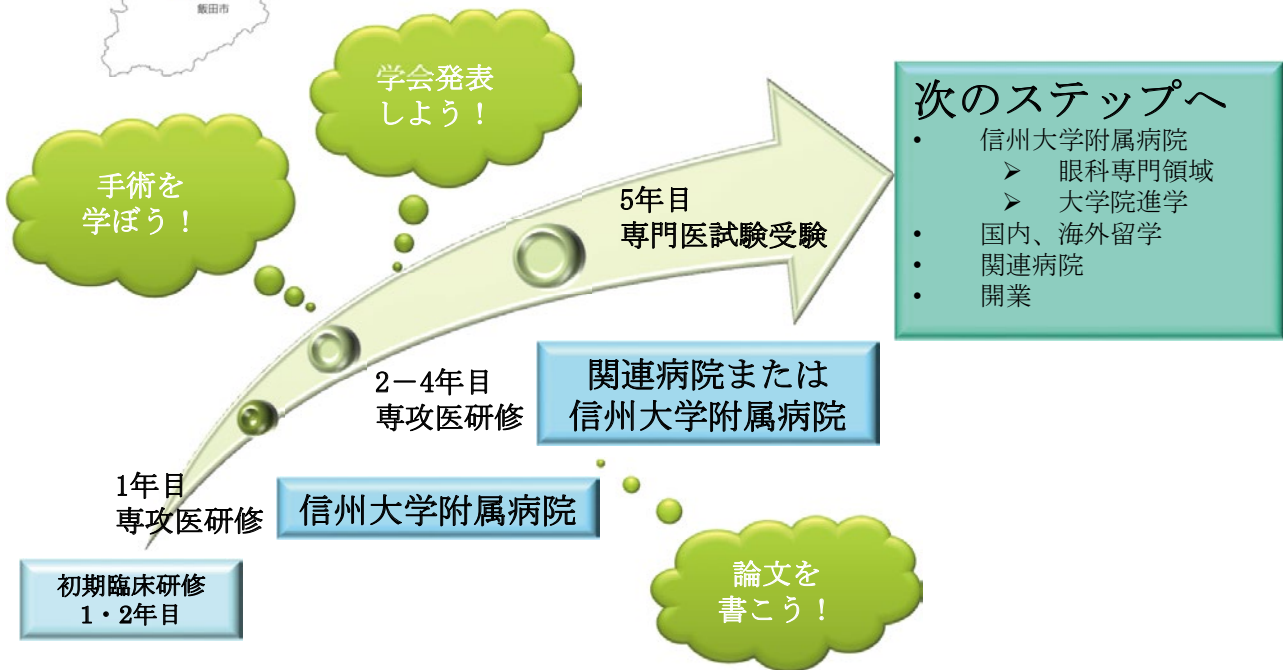 飯田市
学会発表
しよう！
手術を
学ぼう！
次のステップへ
• 信州大学附属病院
➢ 眼科専門領域
➢ 大学院進学
• 国内、海外留学
• 関連病院
• 開業
5年目
専門医試験受験
2－4年目
専攻医研修
関連病院または
信州大学附属病院
1年目
専攻医研修
信州大学附属病院
論文を
書こう！
初期臨床研修
1・2年目